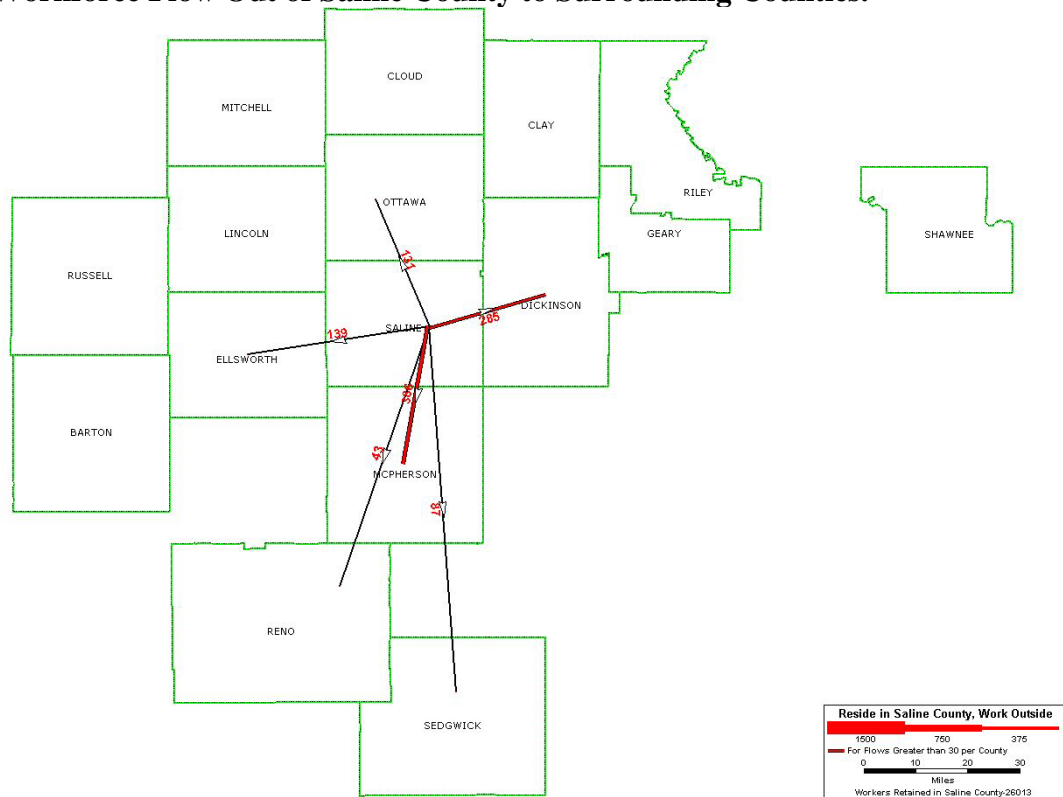 Workforce Flow Out of Saline County to Surrounding Counties.
CLOUD
MITCHELL
CLAY
RILEY
OTTAWA
LINCOLN
GEARY
SHAWNEE
131
RUSSELL
DICKINSON
285
SALINE
139
ELLSWORTH
BARTON
43
MCPHERSON
87
RENO
SEDGWICK
Reside in Saline County, Work Outside
1500 750 375
For Flows Greater than 30 per County
0 10 20 30
Miles
Workers Retained in Saline County-26013